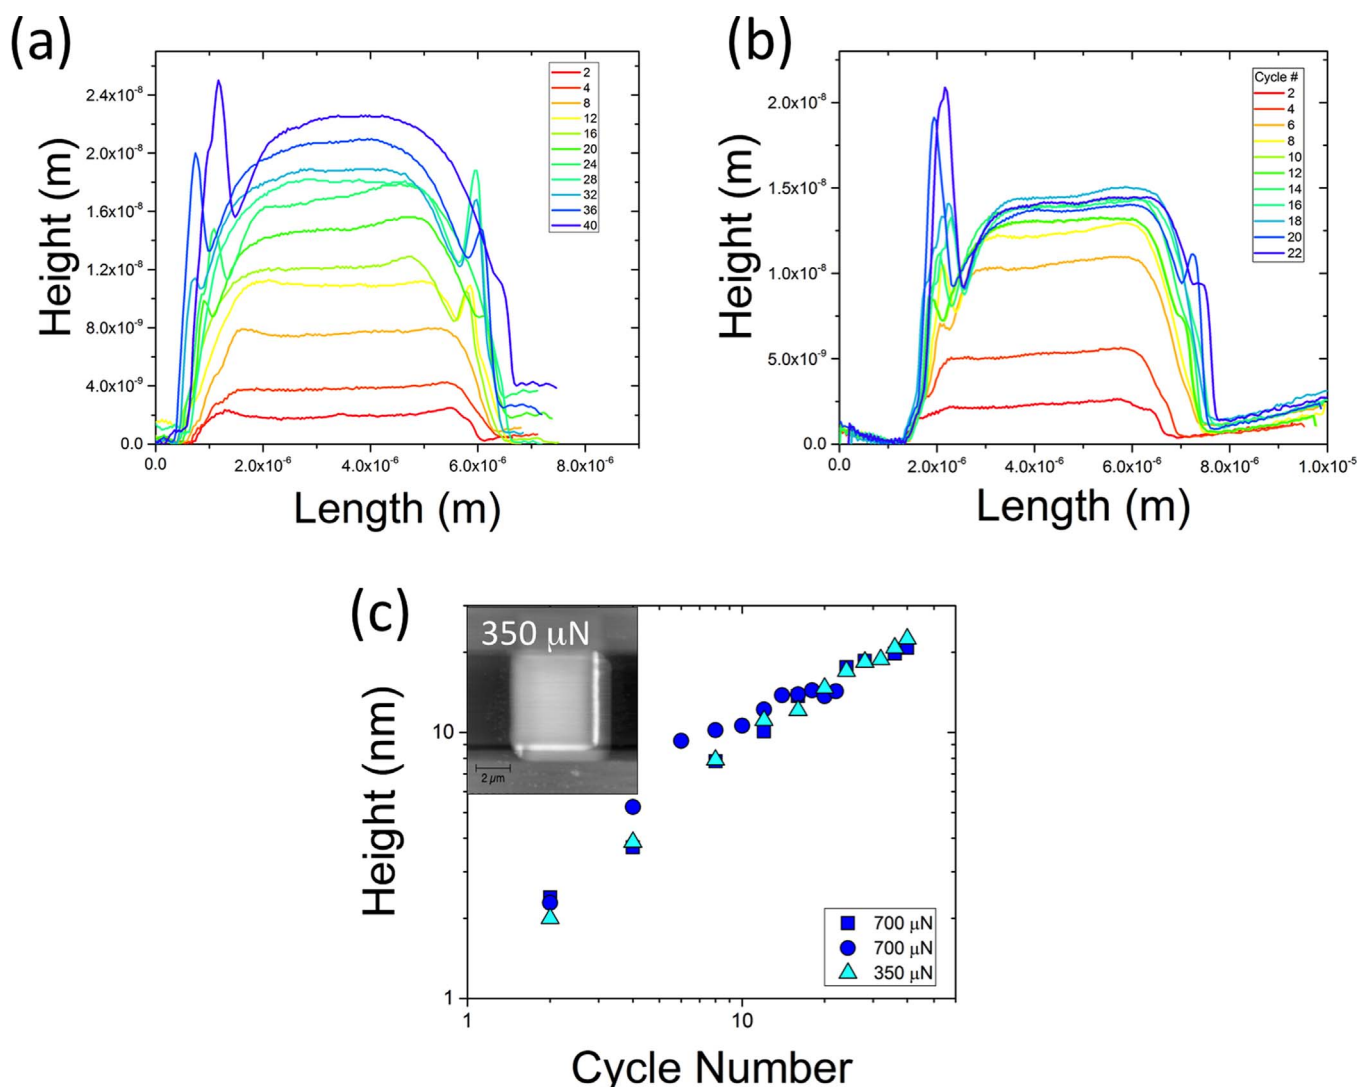 (a)
Height (m)
2.4x10⁻⁸
2.0x10⁻⁸
1.6x10⁻⁸
1.2x10⁻⁸
8.0x10⁻⁹
4.0x10⁻⁹
0.0
0.0
2.0x10⁻⁶
4.0x10⁻⁶
6.0x10⁻⁶
8.0x10⁻⁶
Length (m)
2
4
8
12
16
20
24
28
32
36
40
(b)
Height (m)
2.0x10⁻⁸
1.5x10⁻⁸
1.0x10⁻⁸
5.0x10⁻⁹
0.0
0.0
2.0x10⁻⁶
4.0x10⁻⁶
6.0x10⁻⁶
8.0x10⁻⁶
1.0x10⁻⁵
Length (m)
Cycle #
2
4
6
8
10
12
14
16
18
20
22
(c)
Height (nm)
10
1
1
10
Cycle Number
350 μN
2 μm
700 μN
700 μN
350 μN